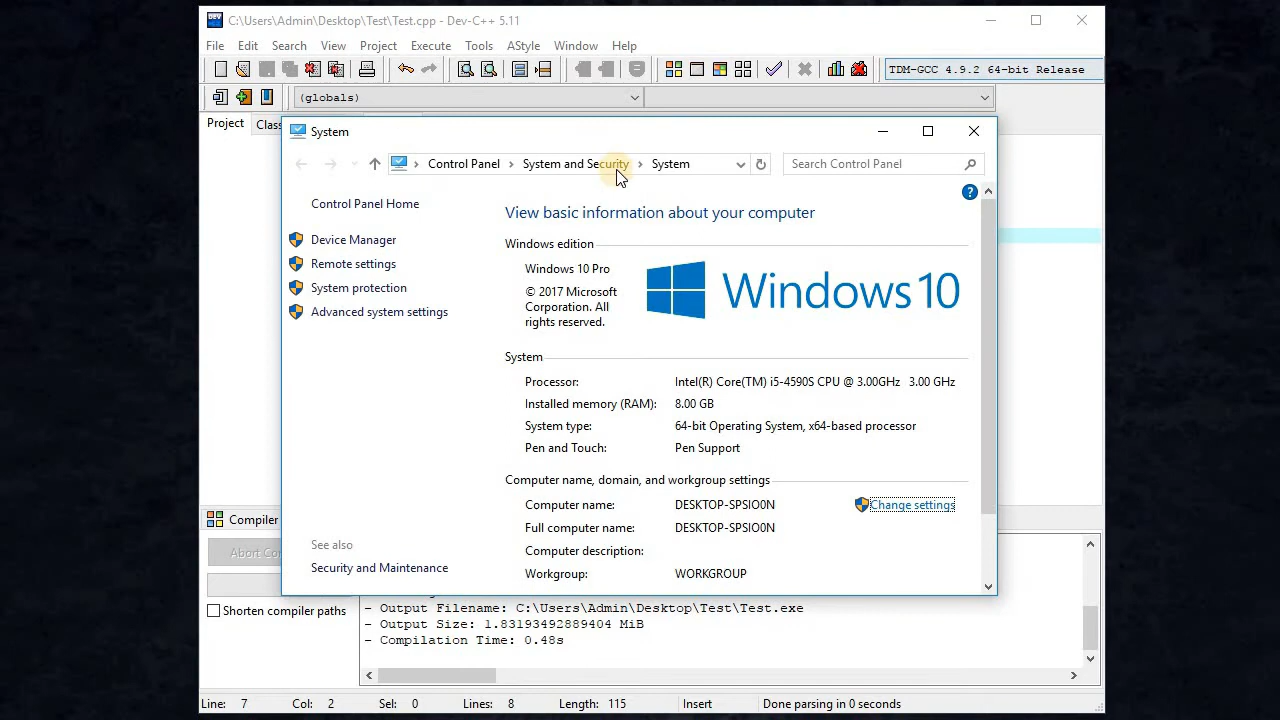 C:\Users\Admin\Desktop\Test\Test.cpp - Dev-C++ 5.11
File Edit Search View Project Execute Tools AStyle Window Help
TDM-GCC 4.9.2 64-bit Release
(globals)
Project Clas
System
Control Panel System and Security System
Search Control Panel
Control Panel Home
Device Manager
Remote settings
System protection
Advanced system settings
See also
Security and Maintenance
View basic information about your computer
Windows edition
Windows 10 Pro
© 2017 Microsoft
Corporation. All
rights reserved.
Windows 10
System
Processor: Intel(R) Core(TM) i5-4590S CPU @ 3.00GHz 3.00 GHz
Installed memory (RAM): 8.00 GB
System type: 64-bit Operating System, x64-based processor
Pen and Touch: Pen Support
Computer name, domain, and workgroup settings
Computer name: DESKTOP-SPSIO0N
Change settings
Full computer name: DESKTOP-SPSIO0N
Computer description:
Workgroup: WORKGROUP
Compiler
Abort Co
Shorten compiler paths
- Output Filename: C:\Users\Admin\Desktop\Test\Test.exe
- Output Size: 1.83193492889404 MiB
- Compilation Time: 0.48s
Line: 7 Col: 2 Sel: 0 Lines: 8 Length: 115 Insert Done parsing in 0 seconds